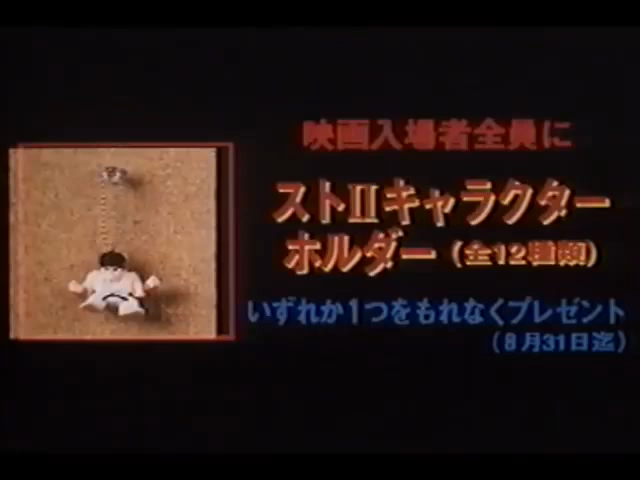 映画入場者全員に
ストIIキャラクター
ホルダー（全12種類）
いずれか1つをもれなくプレゼント
（8月31日迄）